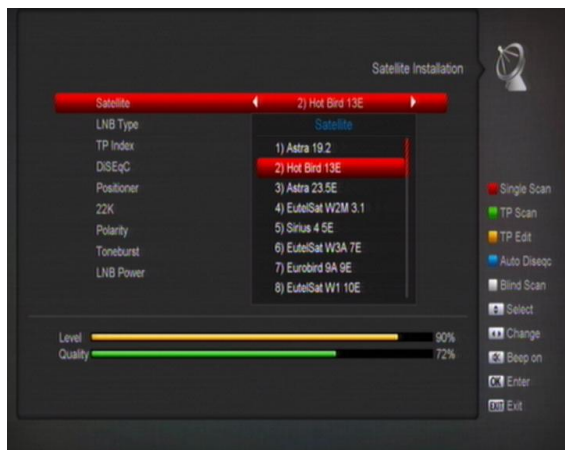 Satellite Installation
Satellite 2) Hot Bird 13E
LNB Type
TP Index
DiSEqC
Positioner
22K
Polarity
Toneburst
LNB Power
Satellite
1) Astra 19.2
2) Hot Bird 13E
3) Astra 23.5E
4) EutelSat W2M 3.1
5) Sirius 4 5E
6) EutelSat W3A 7E
7) Eurobird 9A 9E
8) EutelSat W1 10E
Level 90%
Quality 72%
Single Scan
TP Scan
TP Edit
Auto Diseqc
Blind Scan
Select
Change
Beep on
OK Enter
EXIT Exit